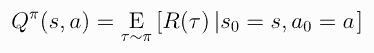 Q^π(s, a) = E_{τ∼π} [R(τ) |s_0 = s, a_0 = a]